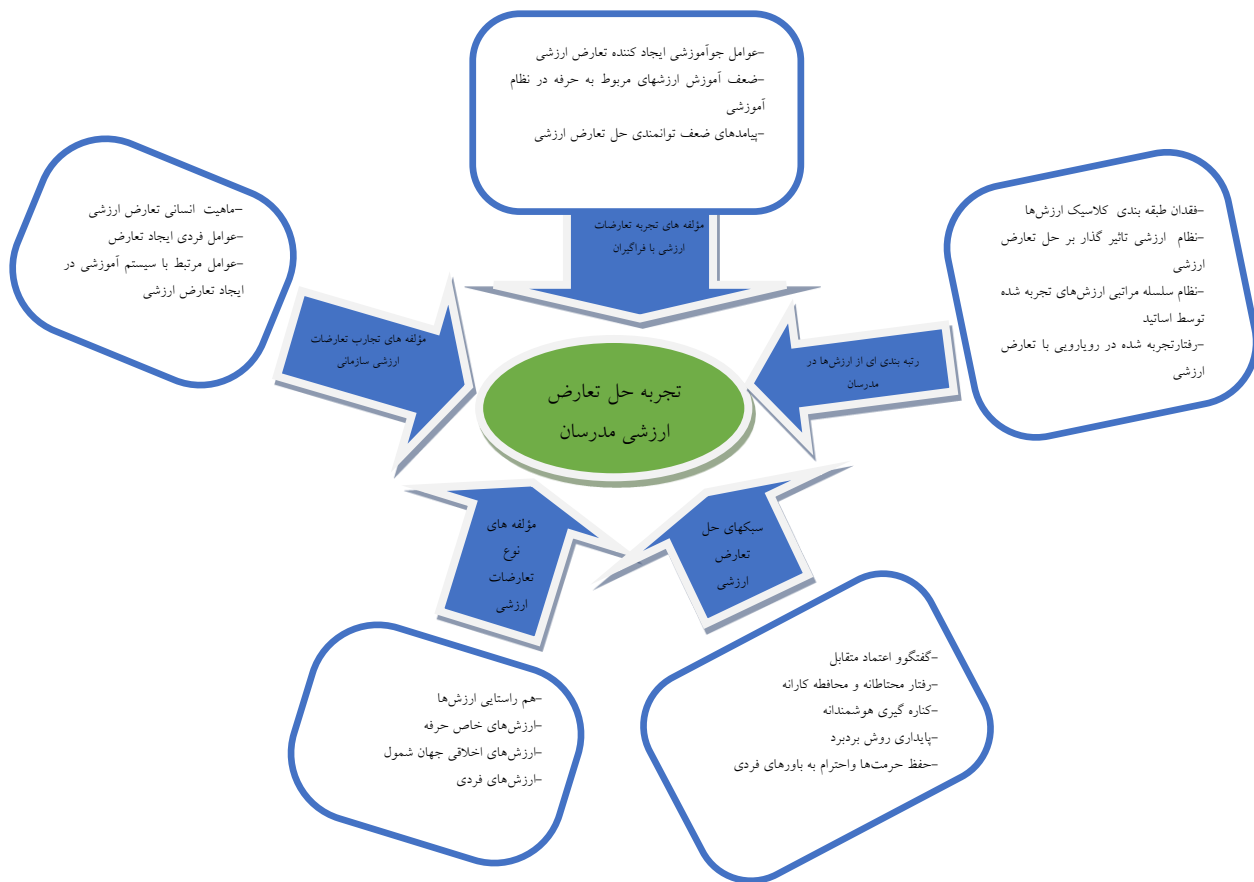 –عوامل جوآموزشی ایجاد کننده تعارض ارزشی
–ضعف آموزش ارزشهای مربوط به حرفه در نظام
آموزشی
–پیامدهای ضعف توانمندی حل تعارض ارزشی
مؤلفه های تجربه تعارضات
ارزشی با فراگیران
–فقدان طبقه بندی کلاسیک ارزش‌ها
–نظام ارزشی تاثیر گذار بر حل تعارض
ارزشی
–نظام سلسله مراتبی ارزش‌های تجربه شده
توسط اساتید
–رفتارتجربه شده در رویارویی با تعارض
ارزشی
رتبه بندی ای از ارزش‌ها در
مدرسان
–ماهیت انسانی تعارض ارزشی
–عوامل فردی ایجاد تعارض
–عوامل مرتبط با سیستم آموزشی در
ایجاد تعارض ارزشی
مؤلفه های تجارب تعارضات
ارزشی سازمانی
تجربه حل تعارض
ارزشی مدرسان
سبکهای حل
تعارض
ارزشی
–گفتگوو اعتماد متقابل
–رفتار محتاطانه و محافظه کارانه
–کناره گیری هوشمندانه
–پایداری روش بردبرد
–حفظ حرمت‌ها واحترام به باورهای فردی
مؤلفه های
نوع
تعارضات
ارزشی
–هم راستایی ارزش‌ها
–ارزش‌های خاص حرفه
–ارزش‌های اخلاقی جهان شمول
–ارزش‌های فردی